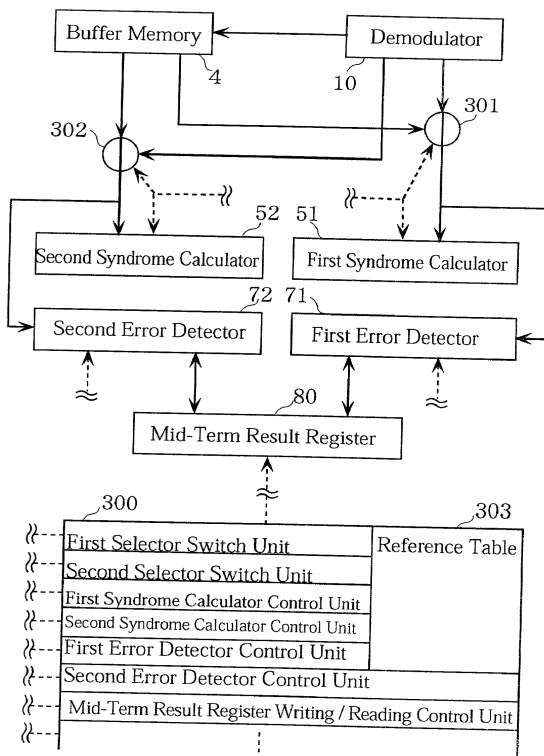 Buffer Memory
Demodulator
4
10
301
302
52
51
Second Syndrome Calculator
First Syndrome Calculator
72
71
Second Error Detector
First Error Detector
80
Mid-Term Result Register
300
303
First Selector Switch Unit
Reference Table
Second Selector Switch Unit
First Syndrome Calculator Control Unit
Second Syndrome Calculator Control Unit
First Error Detector Control Unit
Second Error Detector Control Unit
Mid-Term Result Register Writing / Reading Control Unit